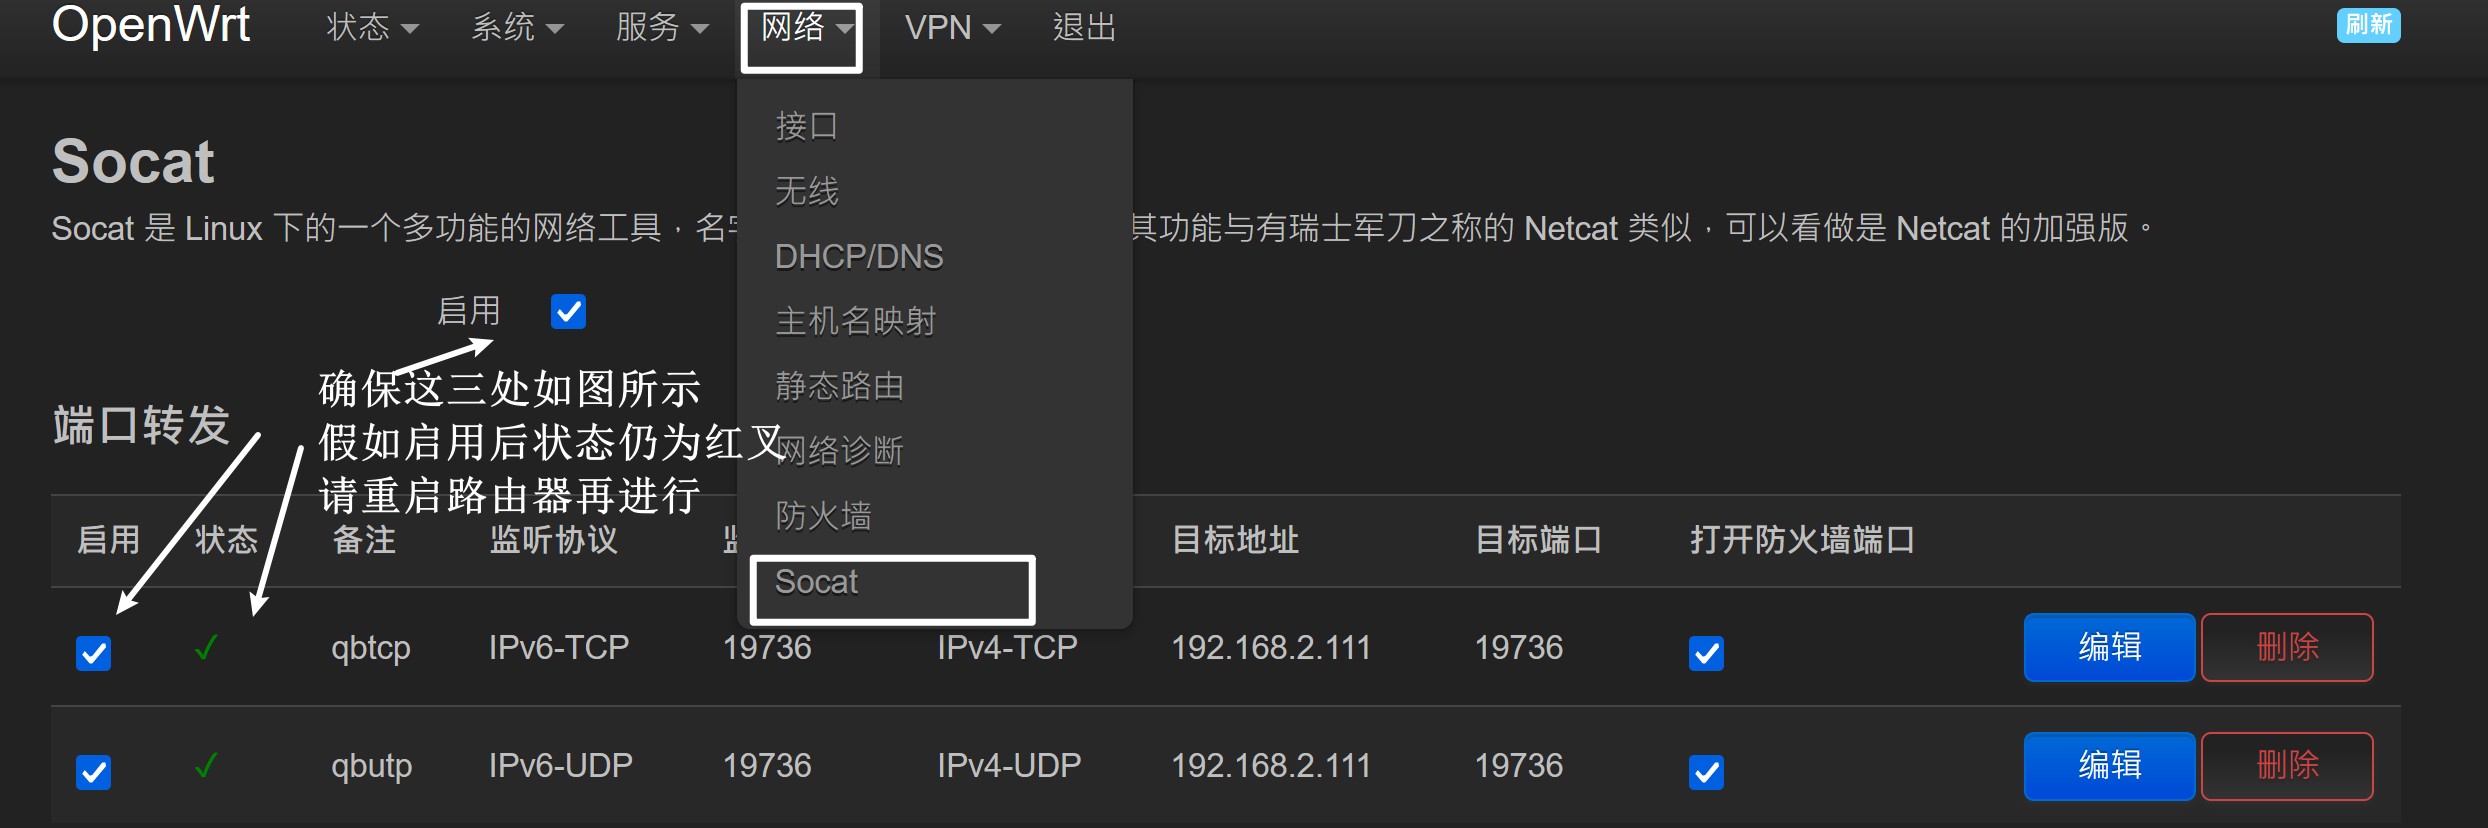 OpenWrt 状态 系统 服务 网络 VPN 退出 刷新
接口
无线
DHCP/DNS
主机名映射
静态路由
网络诊断
防火墙
Socat
Socat
Socat 是 Linux 下的一个多功能的网络工具，名 其功能与有瑞士军刀之称的 Netcat 类似，可以看做是 Netcat 的加强版。
启用
确保这三处如图所示
假如启用后状态仍为红叉
请重启路由器再进行
端口转发
启用 状态 备注 监听协议 目标地址 目标端口 打开防火墙端口
✓ qbtcp IPv6-TCP 19736 IPv4-TCP 192.168.2.111 19736 编辑 删除
✓ qbutp IPv6-UDP 19736 IPv4-UDP 192.168.2.111 19736 编辑 删除